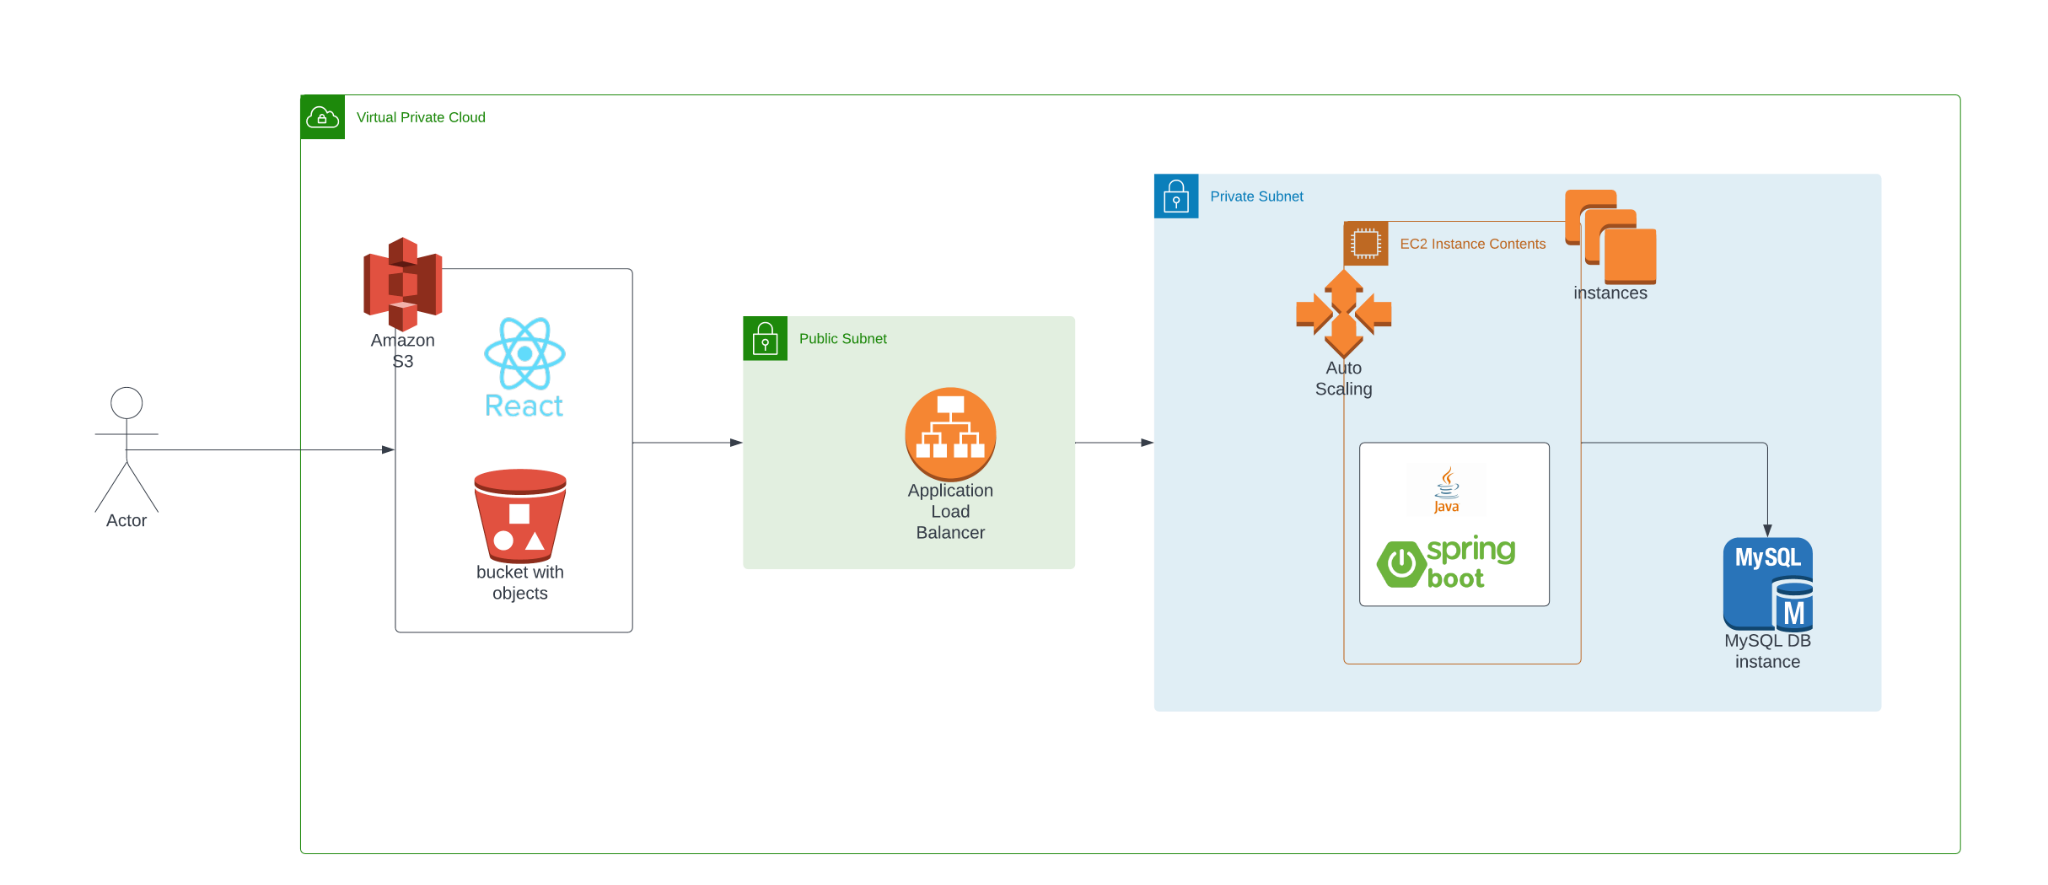 Virtual Private Cloud
Private Subnet
EC2 Instance Contents
instances
Amazon
S3
React
Public Subnet
Auto
Scaling
Application
Load
Balancer
Java
spring
boot
Actor
bucket with
objects
MySQL
M
MySQL DB
instance